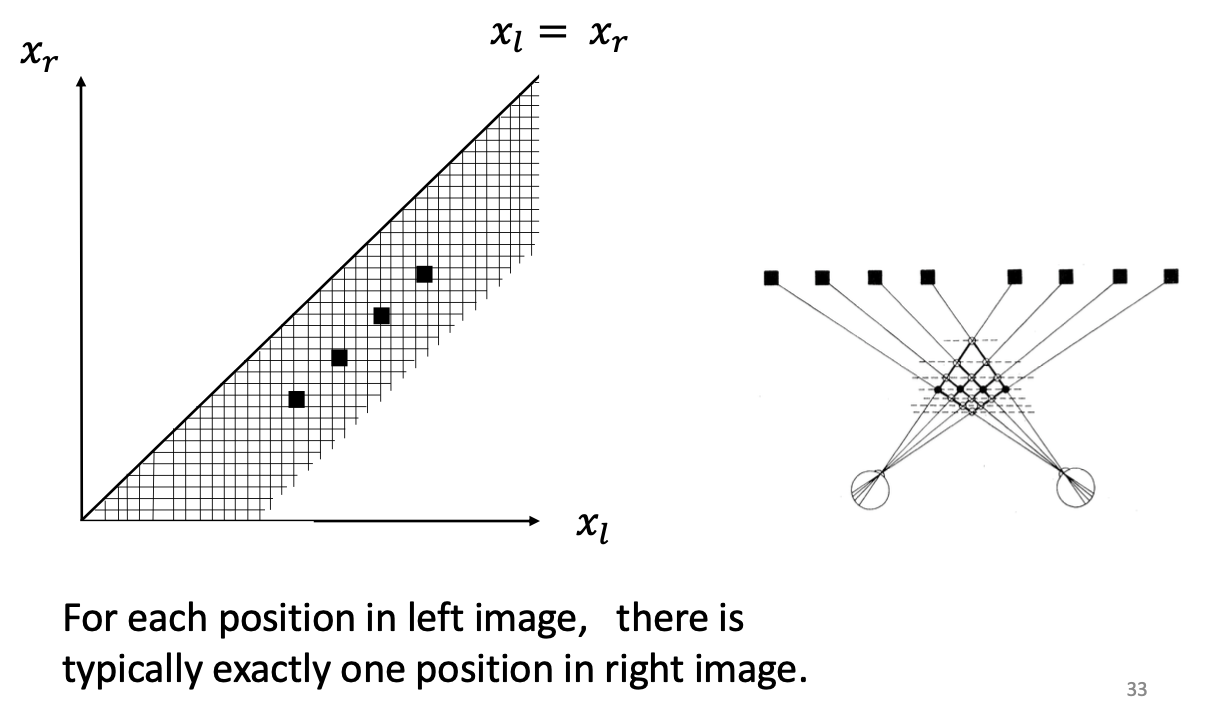 x_r
x_l = x_r
x_l
For each position in left image, there is
typically exactly one position in right image.
33